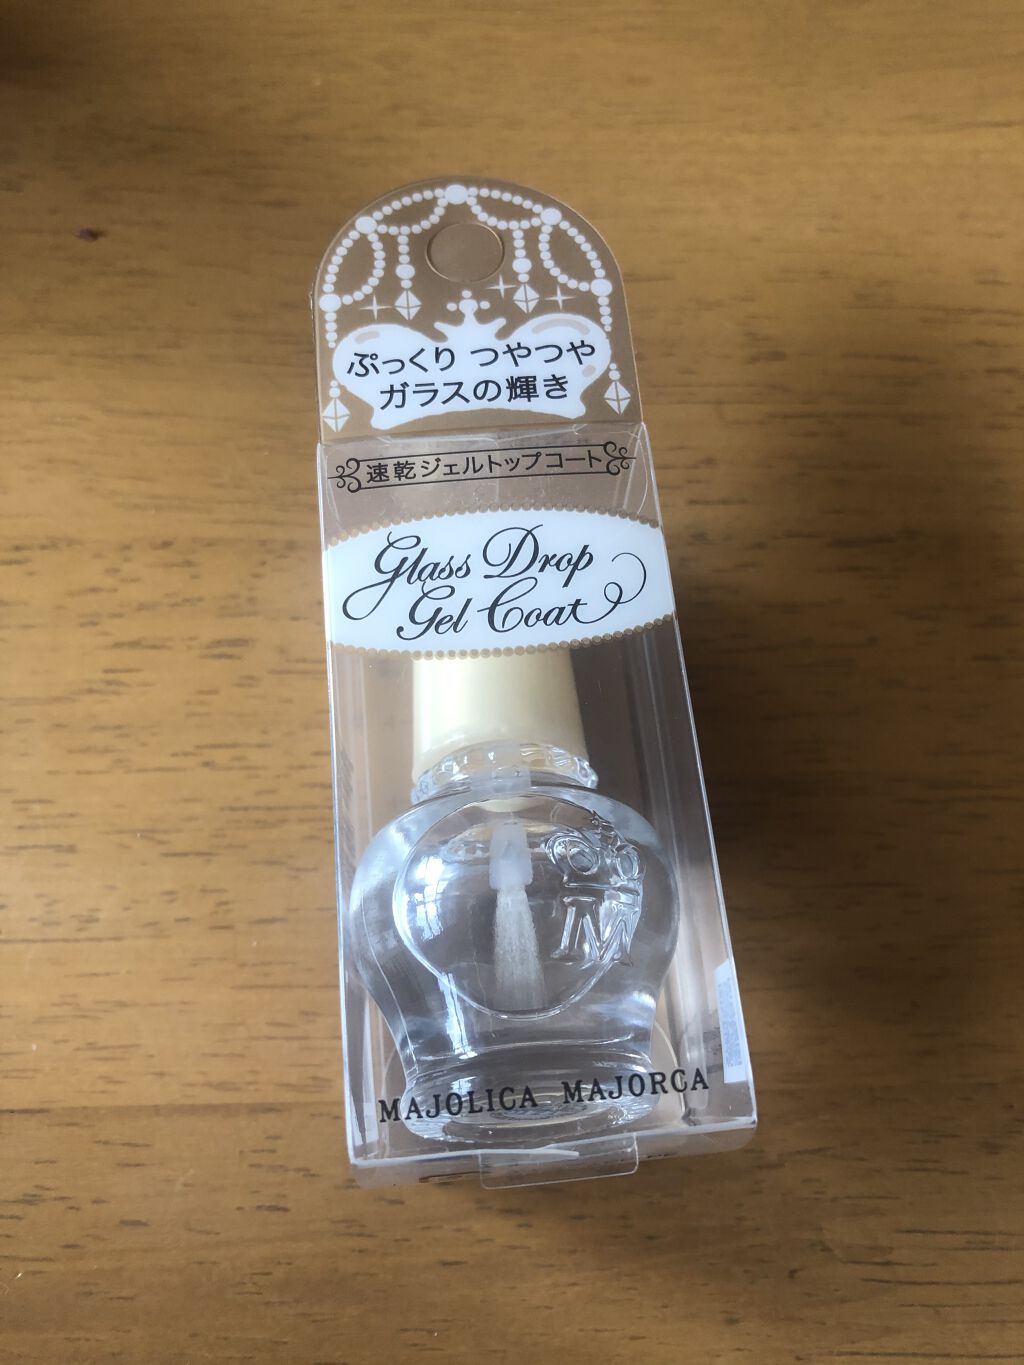 ぷっくり つやつや
ガラスの輝き
速乾ジェルトップコート
Glass Drop
Gel Coat
MM
MAJOLICA MAJORCA